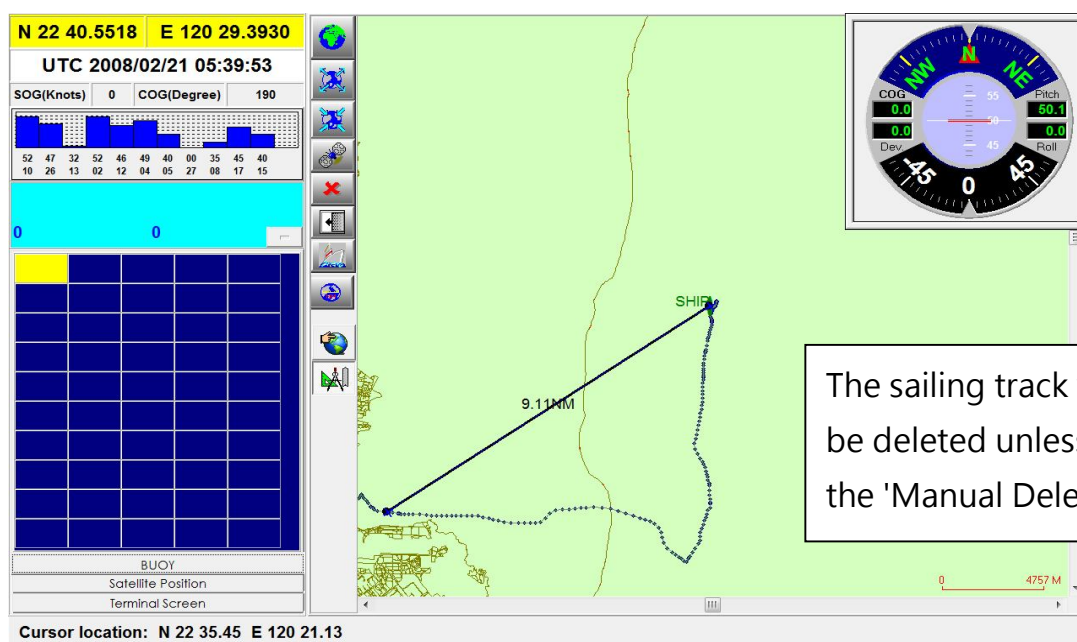 N 22 40.5518 E 120 29.3930
UTC 2008/02/21 05:39:53
SOG(Knots) 0 COG(Degree) 190
52 47 32 52 46 49 40 00 35 45 40
10 26 13 02 12 04 05 27 08 17 15
0 0
BUOY
Satellite Position
Terminal Screen
Cursor location: N 22 35.45 E 120 21.13
SHIP
9.11NM
0 4757 M
NW N NE
COG 55 Pitch
0.0 50 50.1
0.0 45 0.0
Dev. Roll
-45 0 45
The sailing track
be deleted unles
the 'Manual Dele